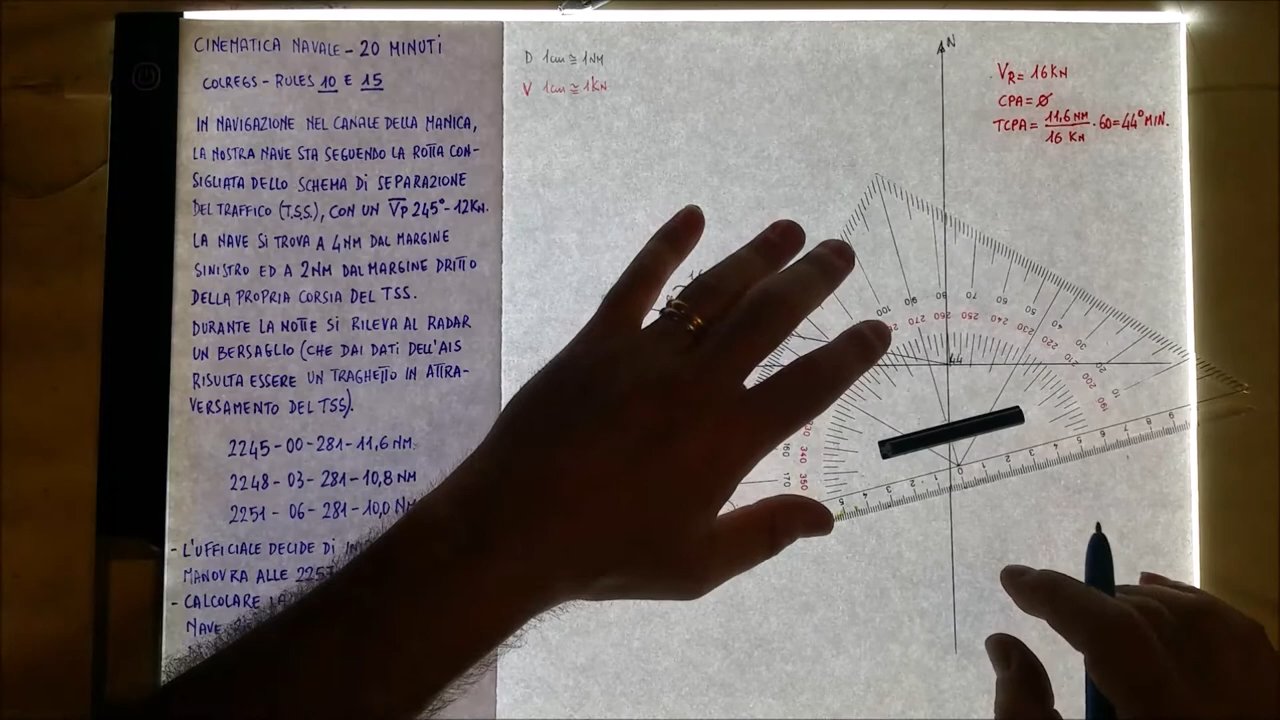 CINEMATICA NAVALE - 20 MINUTI
COLREGS - RULES 10 E 15
IN NAVIGAZIONE NEL CANALE DELLA MANICA,
LA NOSTRA NAVE STA SEGUENDO LA ROTTA CON-
SIGLIATA DELLO SCHEMA DI SEPARAZIONE
DEL TRAFFICO (T.S.S.), CON UN V̅P 245°- 12KN.
LA NAVE SI TROVA A 4NM DAL MARGINE
SINISTRO ED A 2NM DAL MARGINE DRITTO
DELLA PROPRIA CORSIA DEL TSS.
DURANTE LA NOTTE SI RILEVA AL RADAR
UN BERSAGLIO (CHE DAI DATI DELL'AIS
RISULTA ESSERE UN TRAGHETTO IN ATTRA-
VERSAMENTO DEL TSS).
2245-00-281-11,6 NM
2248-03-281-10,8 NM
2251-06-281-10,0 NM
- L'UFFICIALE DECIDE DI
MANOVRA ALLE 2257
- CALCOLARE
NAVE
D 1cm ≅ 1NM
V 1cm ≅ 1KN
N
VR= 16KN
CPA= Ø
TCPA= 11,6 NM / 16 KN · 60 = 44° MIN.
44